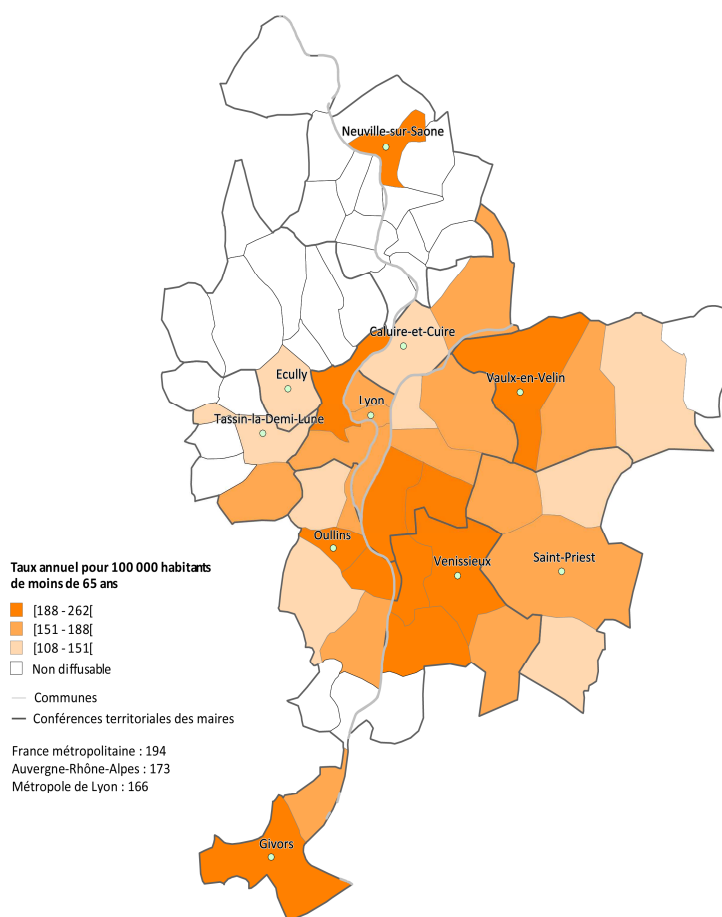 Neuville-sur-Saone
Caluire-et-Cuire
Ecully
Vaulx-en-Velin
Lyon
Tassin-la-Demi-Lune
Oullins
Venissieux
Saint-Priest
Taux annuel pour 100 000 habitants
de moins de 65 ans
[188 - 262[
[151 - 188[
[108 - 151[
Non diffusable
Communes
Conférences territoriales des maires
France métropolitaine : 194
Auvergne-Rhône-Alpes : 173
Métropole de Lyon : 166
Givors